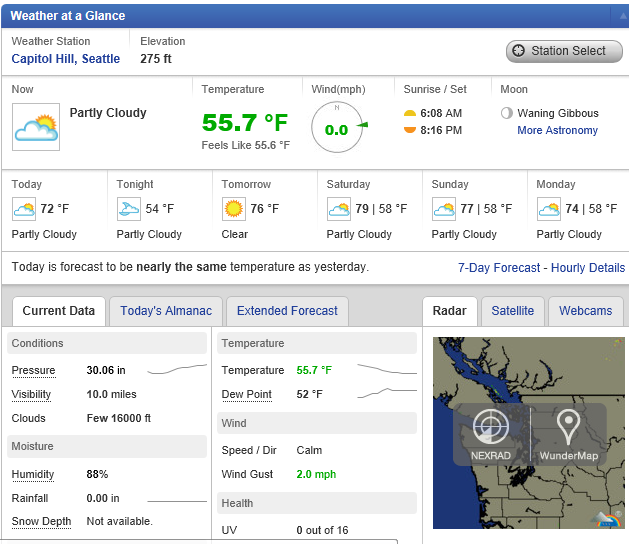 Weather at a Glance
Weather Station
Elevation
Capitol Hill, Seattle
275 ft
Station Select
Now
Temperature
Wind(mph)
Sunrise / Set
Moon
Partly Cloudy
55.7 °F
Feels Like 55.6 °F
N
0.0
6:08 AM
8:16 PM
Waning Gibbous
More Astronomy
Today
Tonight
Tomorrow
Saturday
Sunday
Monday
72 °F
54 °F
76 °F
79 | 58 °F
77 | 58 °F
74 | 58 °F
Partly Cloudy
Partly Cloudy
Clear
Partly Cloudy
Partly Cloudy
Partly Cloudy
Today is forecast to be nearly the same temperature as yesterday.
7-Day Forecast - Hourly Details
Current Data
Today's Almanac
Extended Forecast
Radar
Satellite
Webcams
Conditions
Pressure 30.06 in
Visibility 10.0 miles
Clouds Few 16000 ft
Moisture
Humidity 88%
Rainfall 0.00 in
Snow Depth Not available.
Temperature
Temperature 55.7 °F
Dew Point 52 °F
Wind
Speed / Dir Calm
Wind Gust 2.0 mph
Health
UV 0 out of 16
NEXRAD
WunderMap